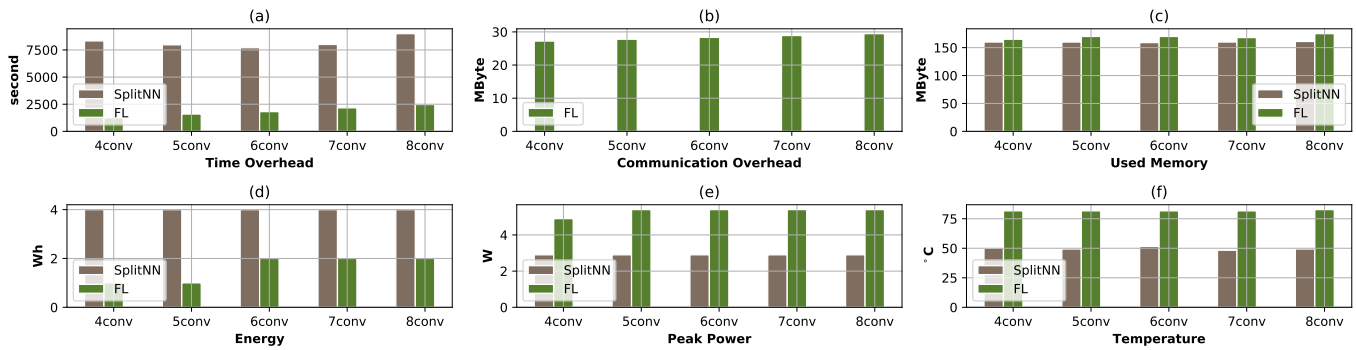 (a)
7500
5000
2500
0
second
SplitNN
FL
4conv 5conv 6conv 7conv 8conv
Time Overhead
(b)
30
20
10
0
MByte
FL
4conv 5conv 6conv 7conv 8conv
Communication Overhead
(c)
150
100
50
0
MByte
SplitNN
FL
4conv 5conv 6conv 7conv 8conv
Used Memory
(d)
4
2
0
Wh
SplitNN
FL
4conv 5conv 6conv 7conv 8conv
Energy
(e)
4
2
0
W
SplitNN
FL
4conv 5conv 6conv 7conv 8conv
Peak Power
(f)
75
50
25
0
°C
SplitNN
FL
4conv 5conv 6conv 7conv 8conv
Temperature